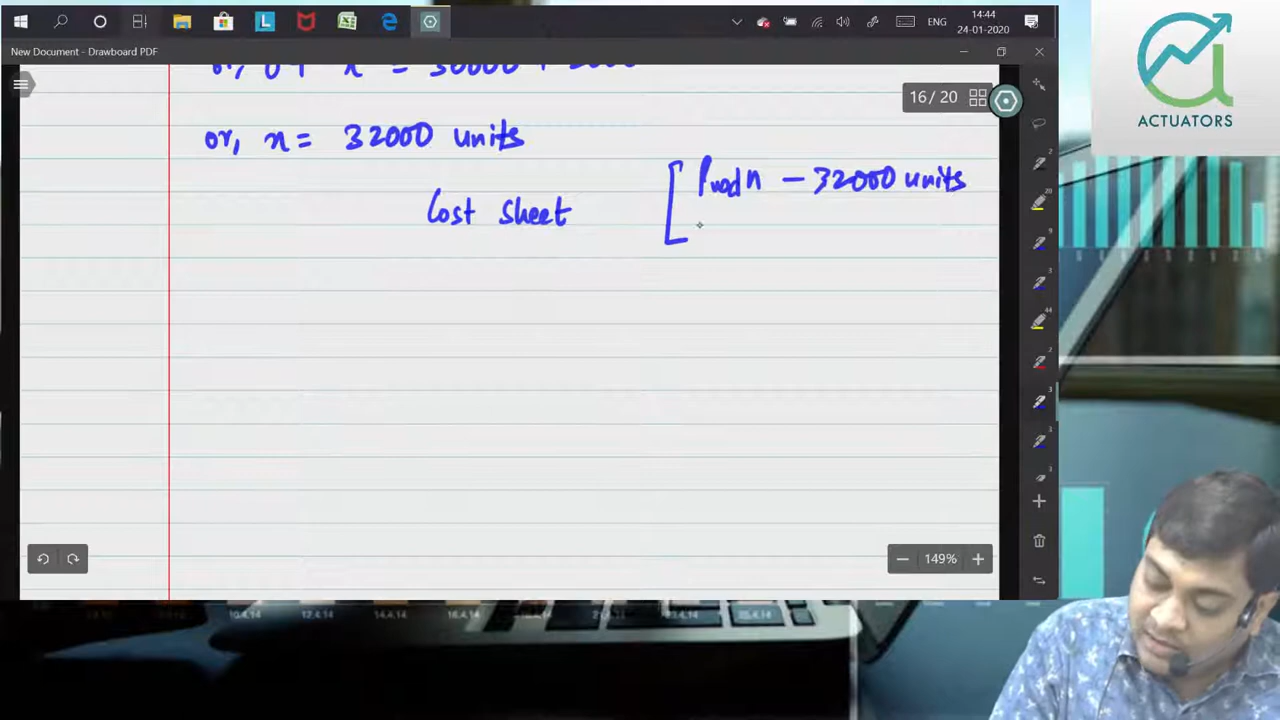 14:44
ENG
24-01-2020
New Document - Drawboard PDF
16 / 20
or, x = 32000 units
Prodn - 32000 units
Cost sheet
149%
ACTUATORS